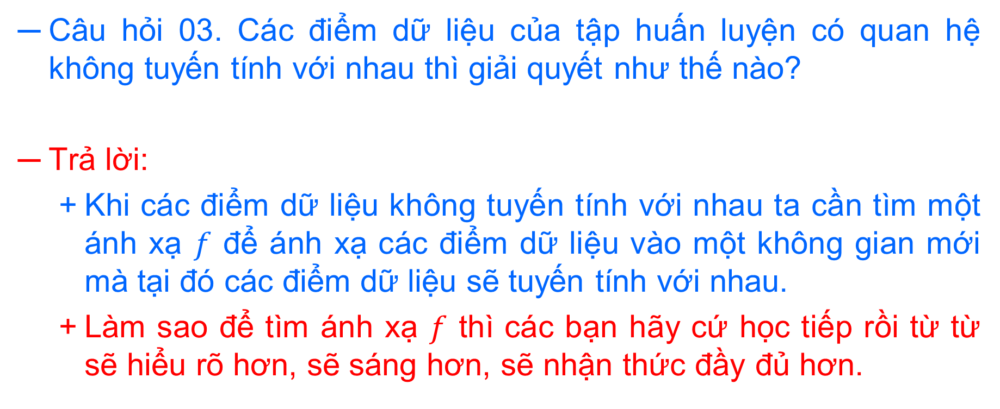 — Câu hỏi 03. Các điểm dữ liệu của tập huấn luyện có quan hệ
không tuyến tính với nhau thì giải quyết như thế nào?
— Trả lời:
+ Khi các điểm dữ liệu không tuyến tính với nhau ta cần tìm một
ánh xạ f để ánh xạ các điểm dữ liệu vào một không gian mới
mà tại đó các điểm dữ liệu sẽ tuyến tính với nhau.
+ Làm sao để tìm ánh xạ f thì các bạn hãy cứ học tiếp rồi từ từ
sẽ hiểu rõ hơn, sẽ sáng hơn, sẽ nhận thức đầy đủ hơn.